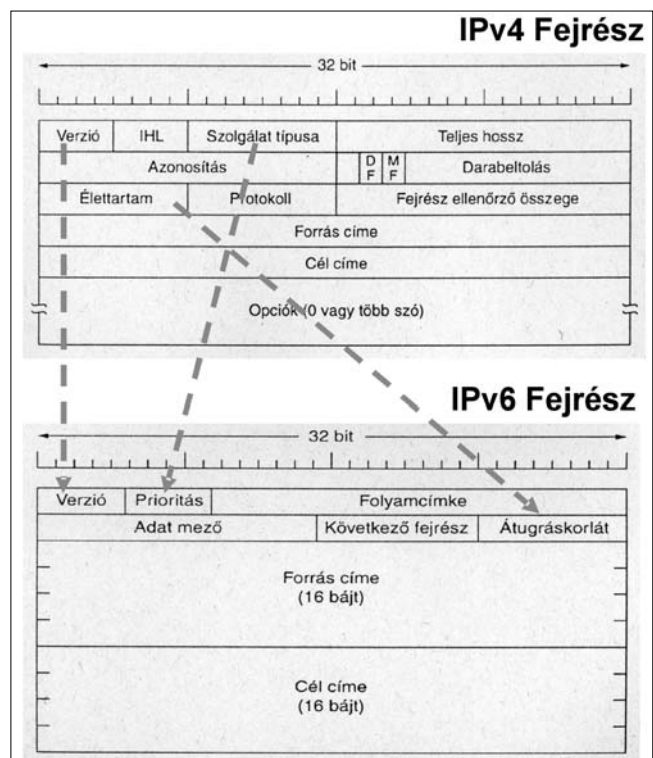 IPv4 Fejrész
32 bit
Verzió IHL Szolgálat típusa Teljes hossz
Azonosítás D F M F Darabeltolás
Élettartam Protokoll Fejrész ellenőrző összege
Forrás címe
Cél címe
Opciók (0 vagy több szó)
IPv6 Fejrész
32 bit
Verzió Prioritás Folyamcímke
Adat mező Következő fejrész Átugráskorlát
Forrás címe
(16 bájt)
Cél címe
(16 bájt)